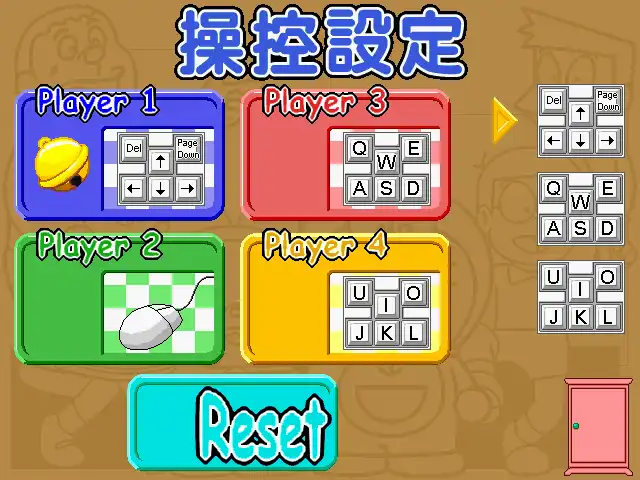 操控設定
Player 1
Del
Page
Down
↑
← ↓ →
Player 3
Q W E
A S D
Player 2
Player 4
U I O
J K L
Del
Page
Down
↑
← ↓ →
Q W E
A S D
U I O
J K L
Reset